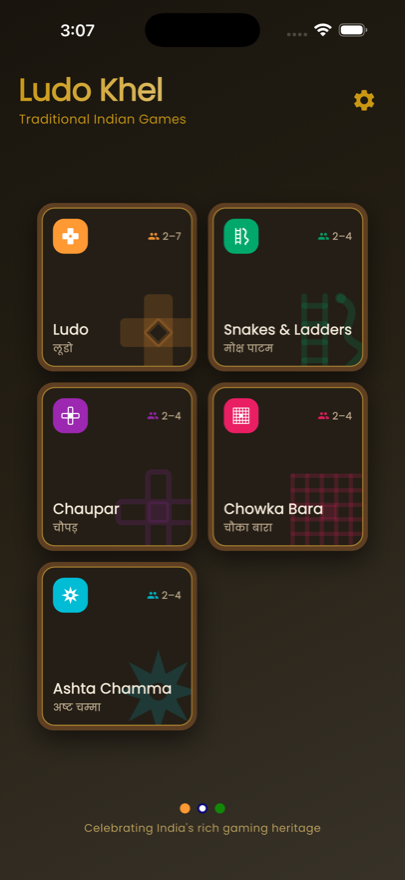 3:07
Ludo Khel
Traditional Indian Games
2–7
Ludo
लूडो
2–4
Snakes & Ladders
मोक्ष पाटम
2–4
Chaupar
चौपड़
2–4
Chowka Bara
चौका बारा
2–4
Ashta Chamma
अष्ट चम्मा
Celebrating India's rich gaming heritage